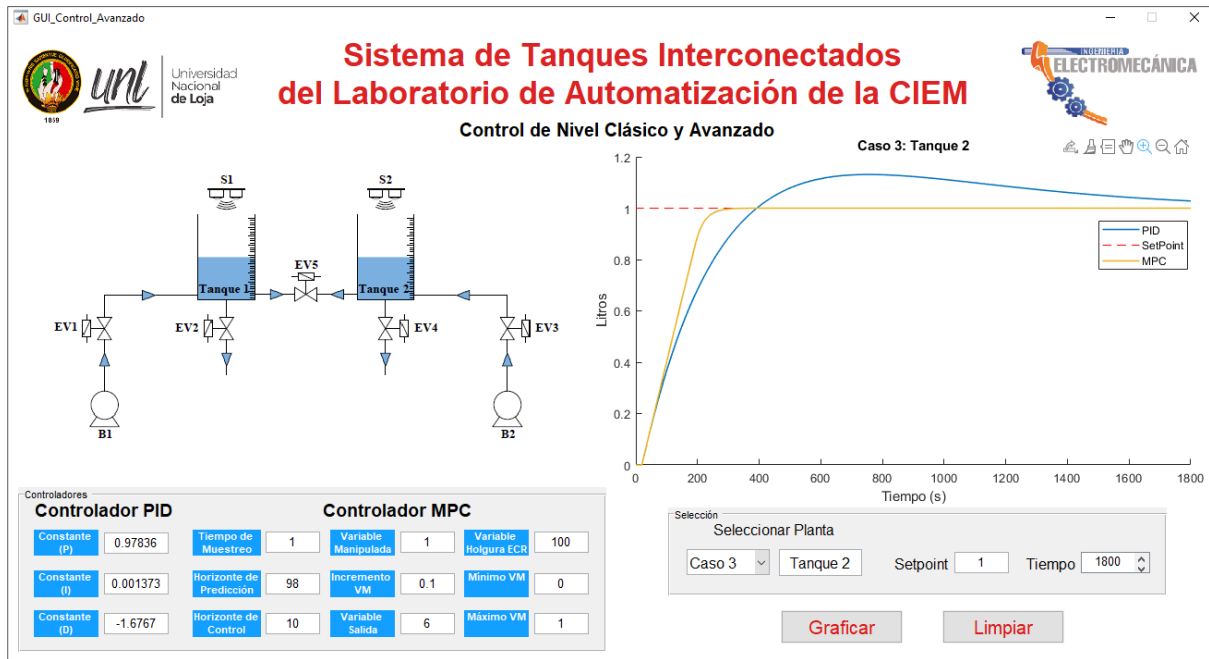 GUI_Control_Avanzado
1859
unl
Universidad
Nacional
de Loja
Sistema de Tanques Interconectados
del Laboratorio de Automatización de la CIEM
INGENIERÍA
ELECTROMECÁNICA
Control de Nivel Clásico y Avanzado
S1
S2
EV5
Tanque 1
Tanque 2
EV1
EV2
EV4
EV3
B1
B2
Caso 3: Tanque 2
1.2
1
0.8
0.6
0.4
0.2
0
Litros
0 200 400 600 800 1000 1200 1400 1600 1800
Tiempo (s)
PID
SetPoint
MPC
Controladores
Controlador PID
Controlador MPC
Constante
(P)
0.97836
Tiempo de
Muestreo
1
Variable
Manipulada
1
Variable
Holgura ECR
100
Constante
(I)
0.001373
Horizonte de
Predicción
98
Incremento
VM
0.1
Mínimo VM
0
Constante
(D)
-1.6767
Horizonte de
Control
10
Variable
Salida
6
Máximo VM
1
Selección
Seleccionar Planta
Caso 3
Tanque 2
Setpoint
1
Tiempo
1800
Graficar
Limpiar